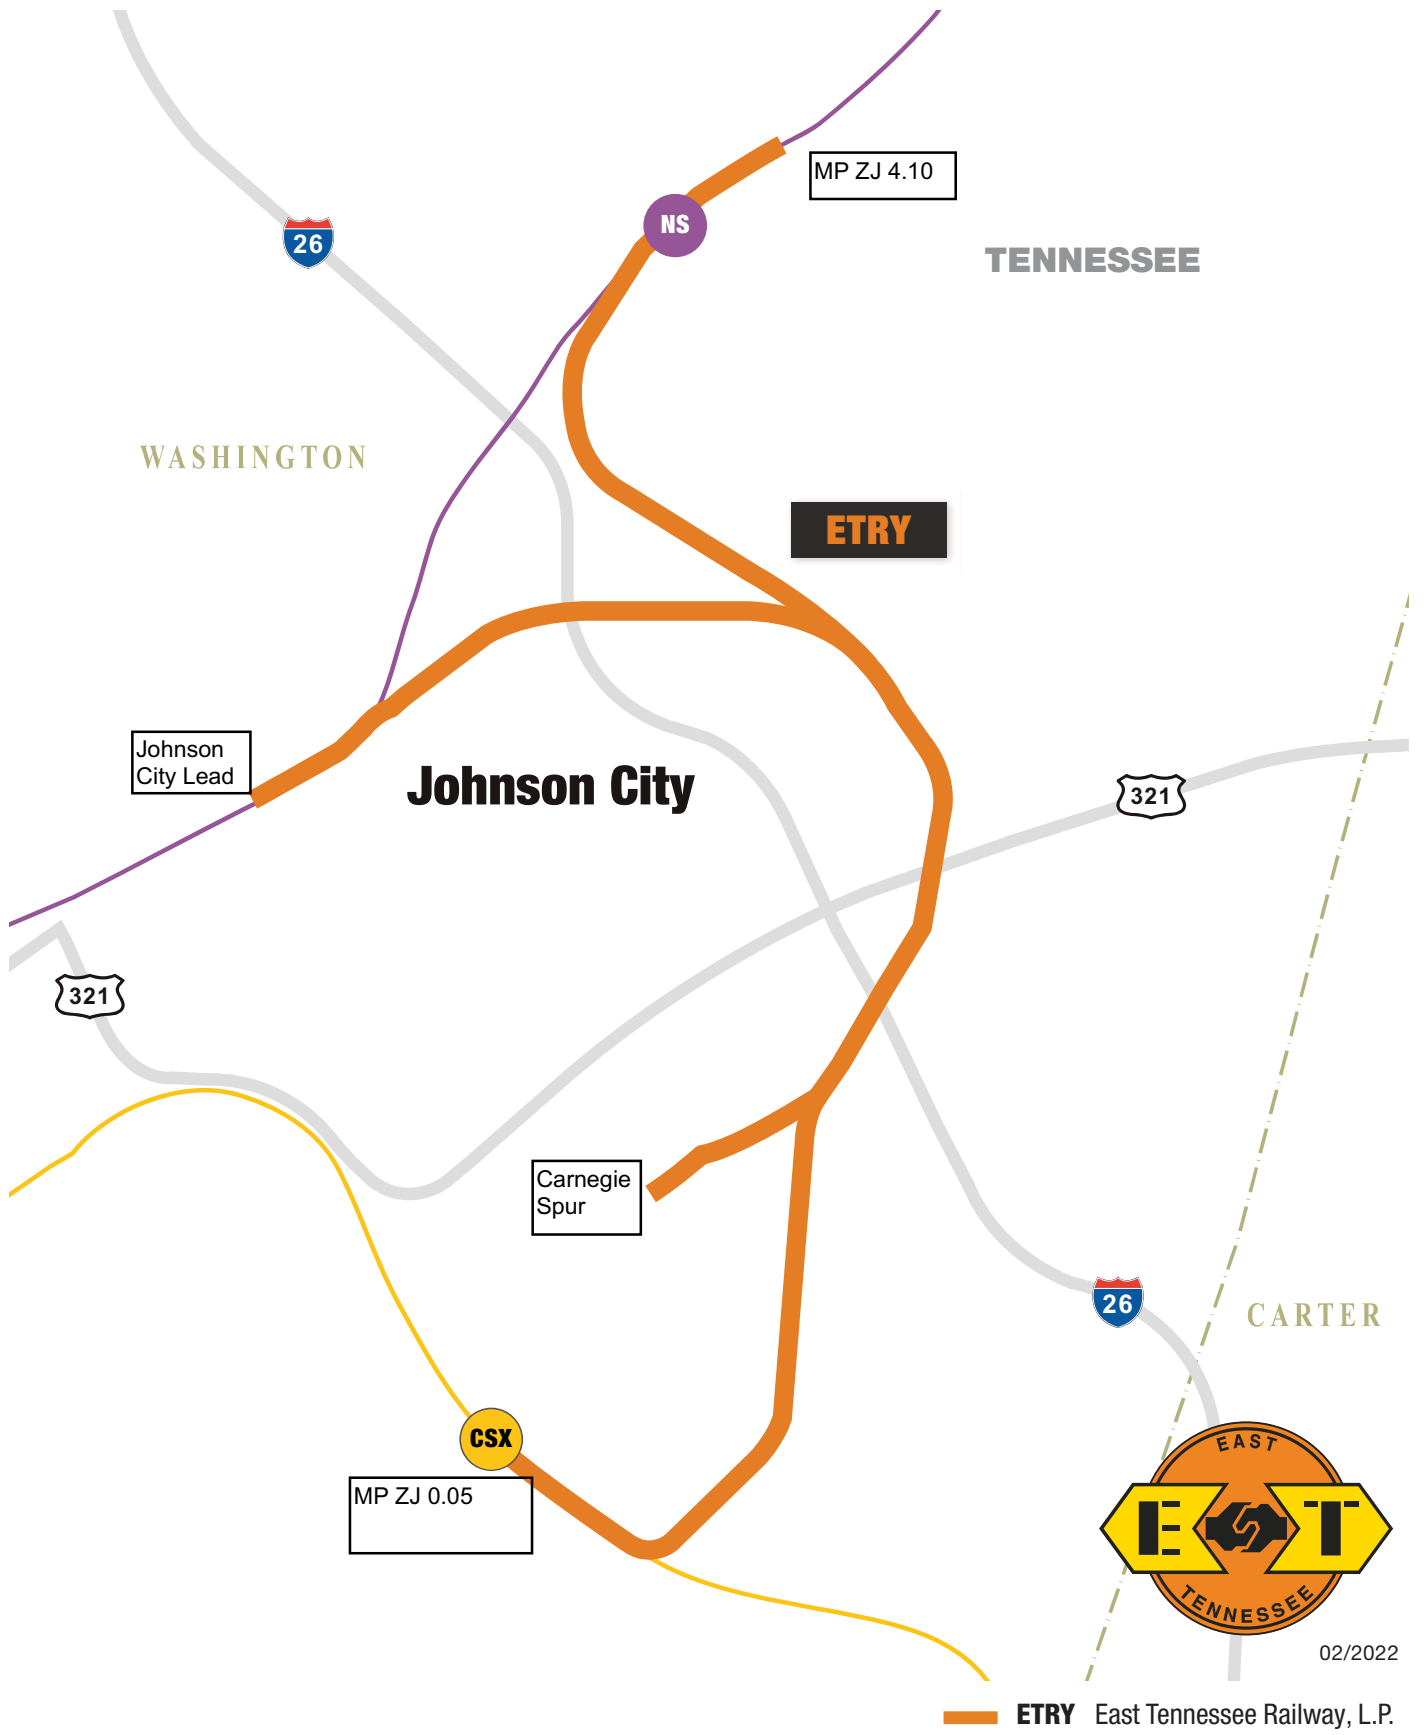 MP ZJ 4.10
NS
26
TENNESSEE
WASHINGTON
ETRY
Johnson
City Lead
Johnson City
321
321
Carnegie
Spur
26
CARTER
CSX
MP ZJ 0.05
EAST
E T
TENNESSEE
02/2022
ETRY East Tennessee Railway, L.P.